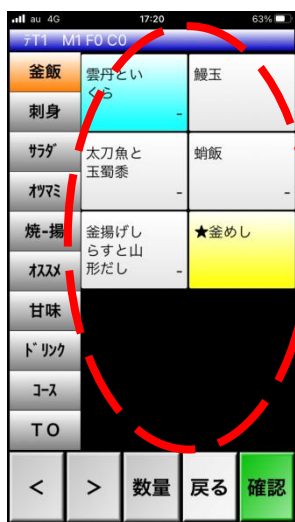 au 4G 17:20 63%
テT1 M1 F0 C0
釜飯
刺身
サラダ
オツマミ
焼-揚
オススメ
甘味
ドリンク
コース
TO
雲丹とい
くら
-
鰻玉
太刀魚と
玉蜀黍
-
蛸飯
-
釜揚げし
らすと山
形だし
-
★釜めし
<
>
数量
戻る
確認